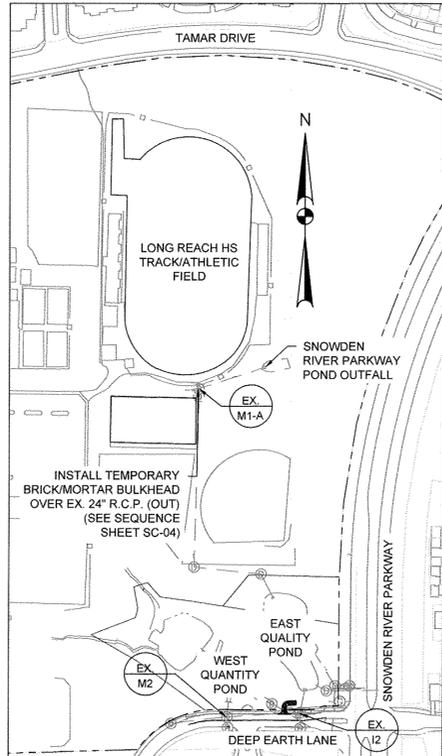 TAMAR DRIVE
N
LONG REACH HS
TRACK/ATHLETIC
FIELD
SNOWDEN
RIVER PARKWAY
POND OUTFALL
EX.
M1-A
INSTALL TEMPORARY
BRICK/MORTAR BULKHEAD
OVER EX. 24" R.C.P. (OUT)
(SEE SEQUENCE
SHEET SC-04)
SNOWDEN RIVER PARKWAY
EAST
QUALITY
POND
WEST
QUANTITY
POND
EX.
M2
DEEP EARTH LANE
EX.
I2